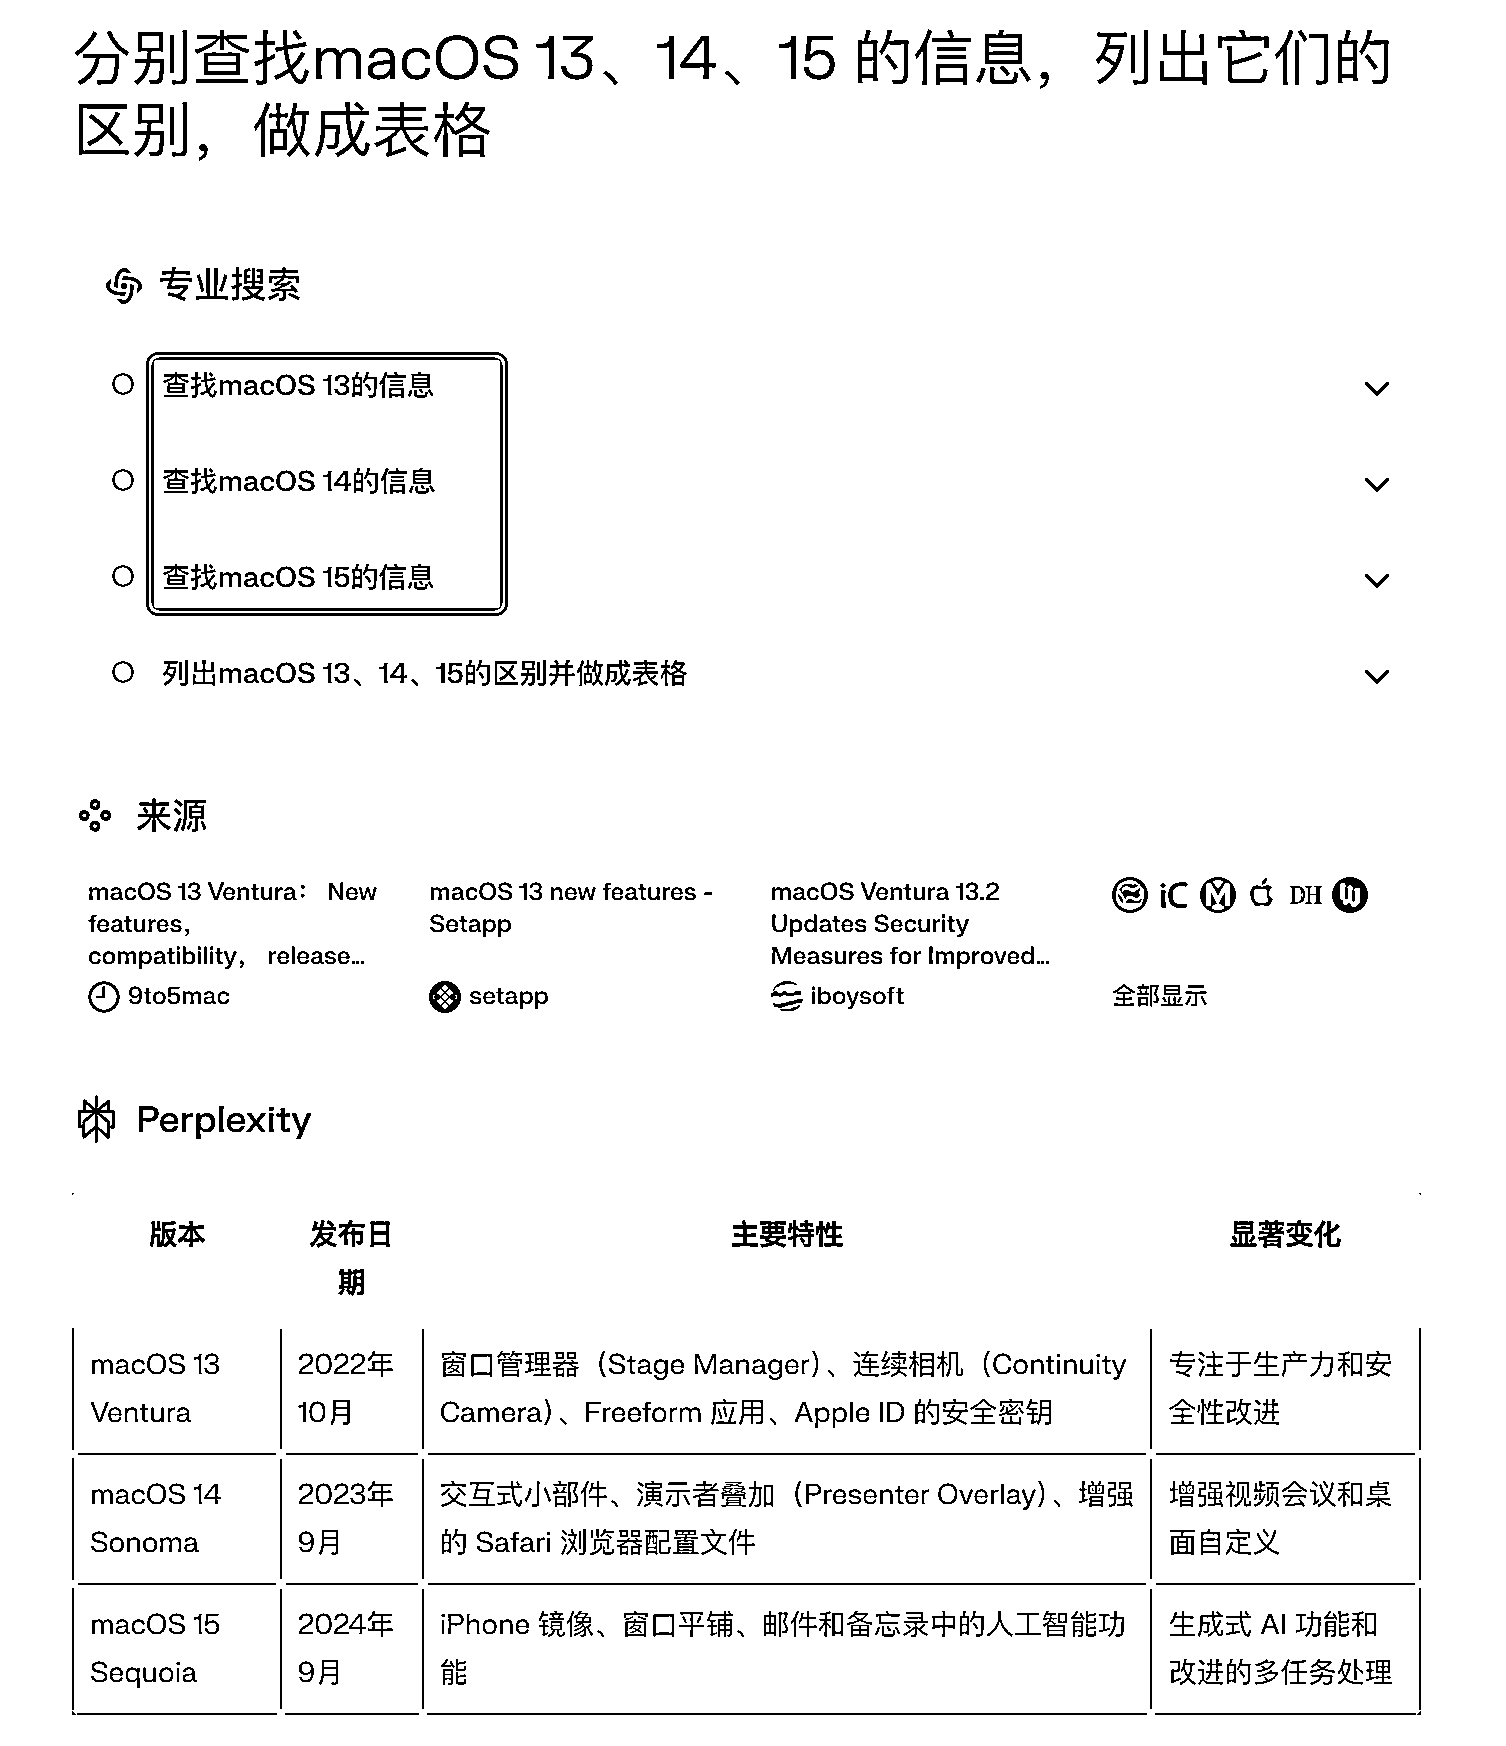 分别查找macOS 13、14、15 的信息，列出它们的
区别，做成表格
专业搜索
查找macOS 13的信息
查找macOS 14的信息
查找macOS 15的信息
列出macOS 13、14、15的区别并做成表格
来源
macOS 13 Ventura： New
features,
compatibility， release...
9to5mac
macOS 13 new features -
Setapp
setapp
macOS Ventura 13.2
Updates Security
Measures for Improved...
iboysoft
iC M DH W
全部显示
Perplexity
版本 发布日 主要特性 显著变化
期
macOS 13 2022年 窗口管理器（Stage Manager）、连续相机（Continuity 专注于生产力和安
Ventura 10月 Camera）、Freeform 应用、Apple ID 的安全密钥 全性改进
macOS 14 2023年 交互式小部件、演示者叠加（Presenter Overlay）、增强 增强视频会议和桌
Sonoma 9月 的 Safari 浏览器配置文件 面自定义
macOS 15 2024年 iPhone 镜像、窗口平铺、邮件和备忘录中的人工智能功 生成式 AI 功能和
Sequoia 9月 能 改进的多任务处理